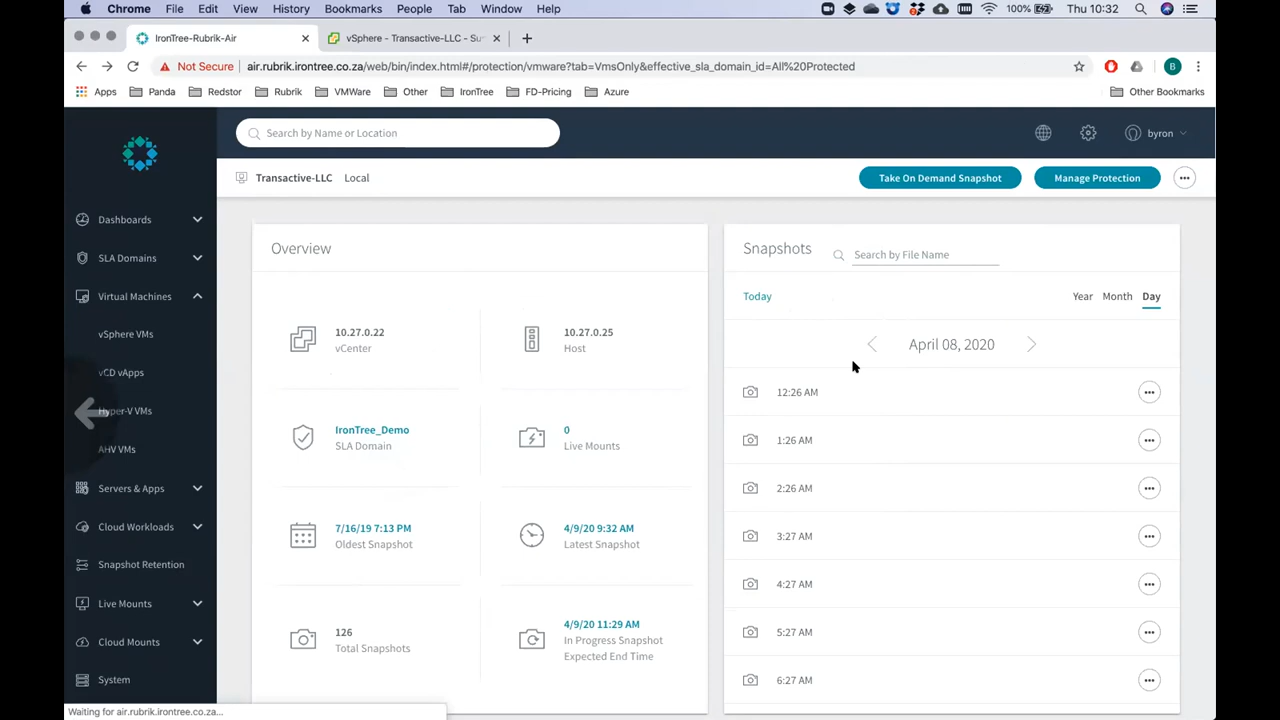 Chrome File Edit View History Bookmarks People Tab Window Help 100% Thu 10:32
IronTree-Rubrik-Air
vSphere - Transactive-LLC - Su
Not Secure air.rubrik.irontree.co.za/web/bin/index.html#/protection/vmware?tab=VmsOnly&effective_sla_domain_id=All%20Protected
Apps Panda Redstor Rubrik VMWare Other IronTree FD-Pricing Azure Other Bookmarks
Search by Name or Location
byron
Transactive-LLC Local
Take On Demand Snapshot
Manage Protection
Dashboards
SLA Domains
Virtual Machines
vSphere VMs
vCD vApps
Hyper-V VMs
AHV VMs
Servers & Apps
Cloud Workloads
Snapshot Retention
Live Mounts
Cloud Mounts
System
Overview
10.27.0.22
vCenter
10.27.0.25
Host
IronTree_Demo
SLA Domain
0
Live Mounts
7/16/19 7:13 PM
Oldest Snapshot
4/9/20 9:32 AM
Latest Snapshot
126
Total Snapshots
4/9/20 11:29 AM
In Progress Snapshot
Expected End Time
Snapshots
Search by File Name
Today
Year Month Day
April 08, 2020
12:26 AM
1:26 AM
2:26 AM
3:27 AM
4:27 AM
5:27 AM
6:27 AM
Waiting for air.rubrik.irontree.co.za...